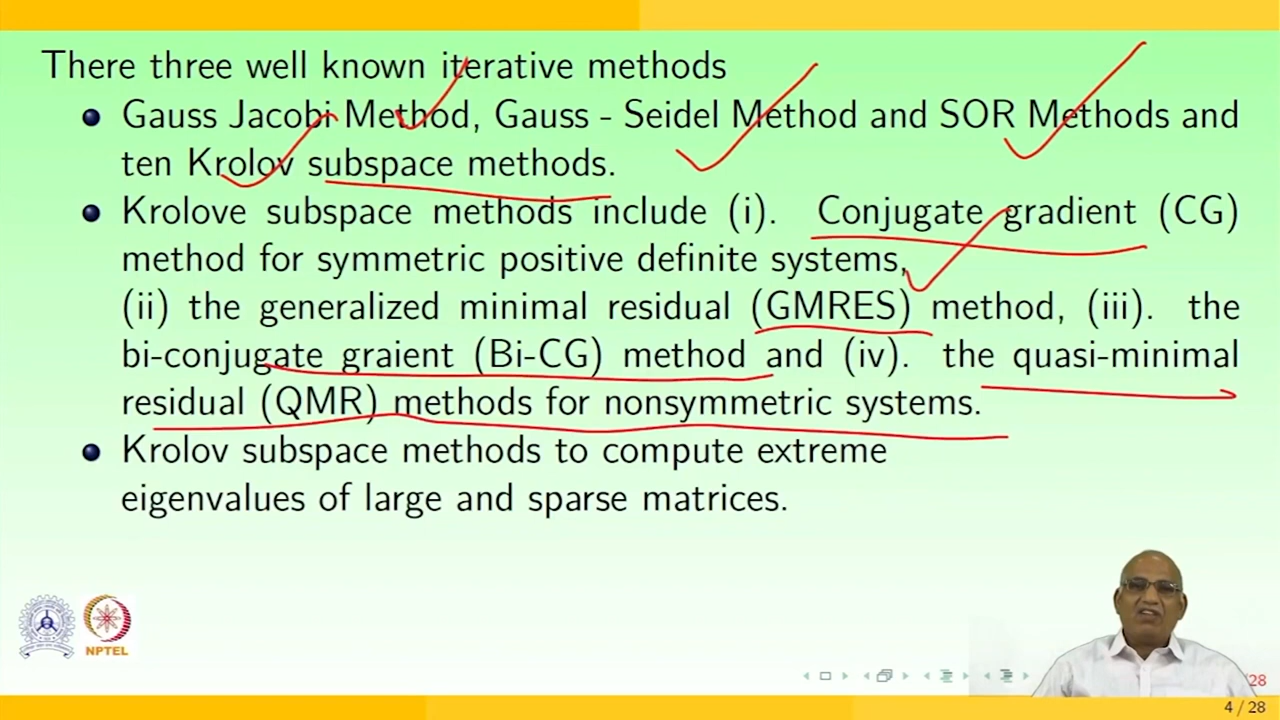 There three well known iterative methods
Gauss Jacobi Method, Gauss - Seidel Method and SOR Methods and
ten Krolov subspace methods.
Krolove subspace methods include (i). Conjugate gradient (CG)
method for symmetric positive definite systems,
(ii) the generalized minimal residual (GMRES) method, (iii). the
bi-conjugate graient (Bi-CG) method and (iv). the quasi-minimal
residual (QMR) methods for nonsymmetric systems.
Krolov subspace methods to compute extreme
eigenvalues of large and sparse matrices.
NPTEL
/28
4 / 28